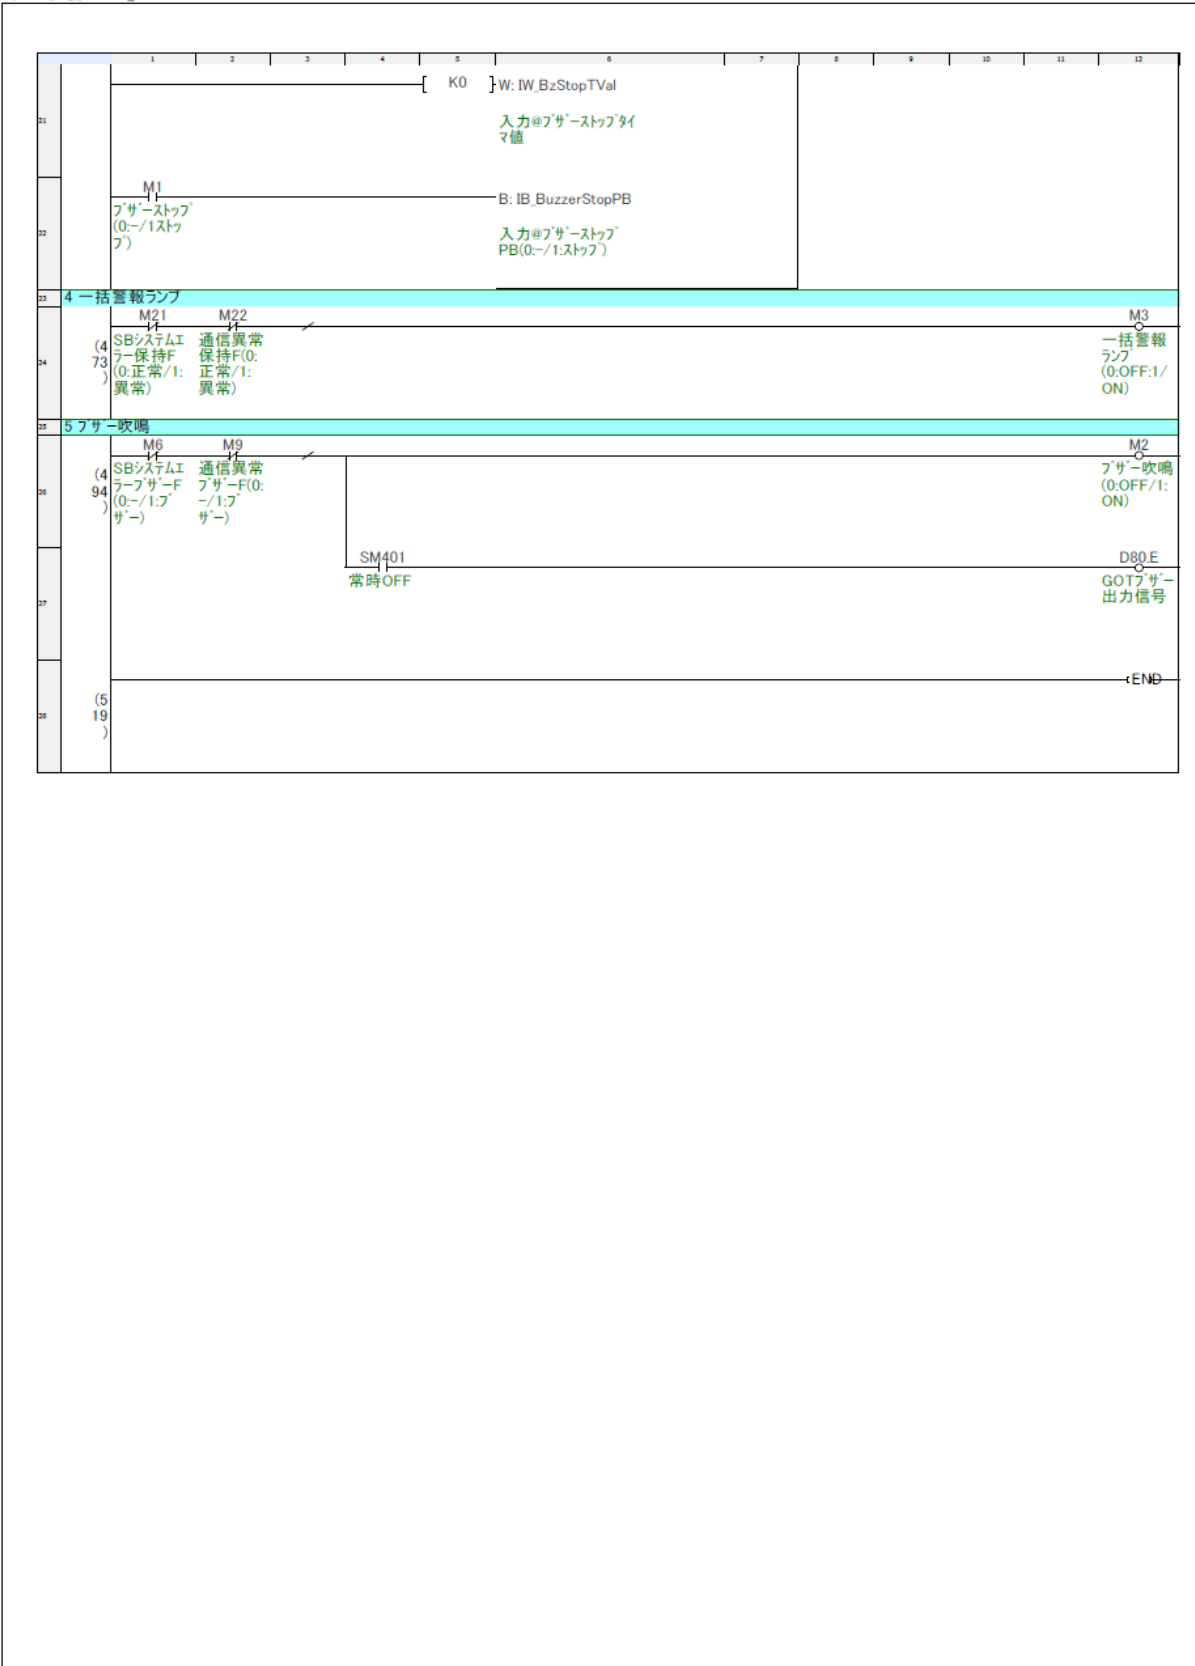 1 2 3 4 5 6 7 8 9 10 11 12
K0 W: IW_BzStopTVal
21
入力@ﾌﾞｻﾞｰｽﾄｯﾌﾟﾀｲ
ﾏ値
M1
B: IB_BuzzerStopPB
ﾌﾞｻﾞｰｽﾄｯﾌﾟ
(0:-/1ｽﾄｯ
ﾌﾟ)
22
入力@ﾌﾞｻﾞｰｽﾄｯﾌﾟ
PB(0:-/1:ｽﾄｯﾌﾟ)
23 4 一括警報ランプ
M21 M22 M3
24
(4
73
)
SBｼｽﾃﾑｴ
ﾗｰ保持F
(0:正常/1:
異常)
通信異常
保持F(0:
正常/1:
異常)
一括警報
ﾗﾝﾌﾟ
(0:OFF:1/
ON)
25 5 ブザー吹鳴
M6 M9 M2
26
(4
94
)
SBｼｽﾃﾑｴ
ﾗｰﾌﾞｻﾞｰF
(0:-/1:ﾌﾞ
ｻﾞｰ)
通信異常
ﾌﾞｻﾞｰF(0:
-/1:ﾌﾞ
ｻﾞｰ)
ﾌﾞｻﾞｰ吹鳴
(0:OFF/1:
ON)
SM401 D80.E
常時OFF
GOTﾌﾞｻﾞｰ
出力信号
27
END
28
(5
19
)